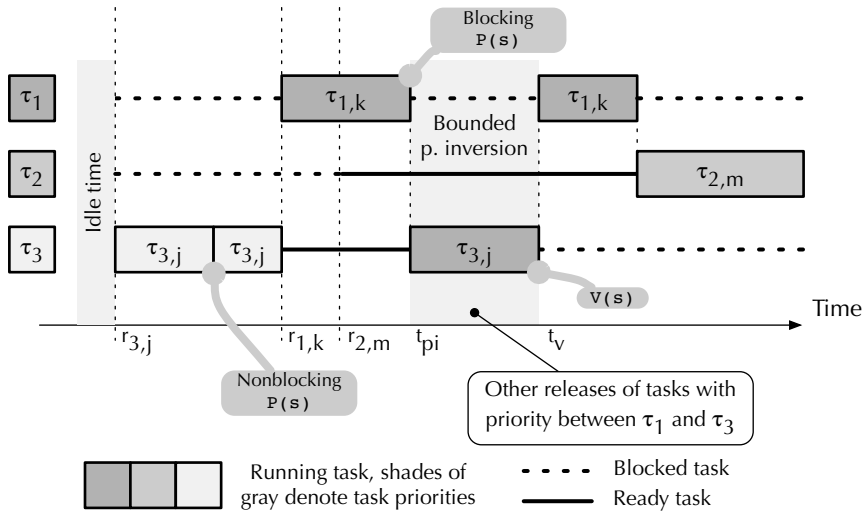 Blocking
P(s)
τ1
τ1,k
τ1,k
Bounded
p. inversion
τ2
τ2,m
Idle time
τ3
τ3,j
τ3,j
τ3,j
V(s)
Time
r3,j
r1,k
r2,m
tpi
tv
Nonblocking
P(s)
Other releases of tasks with
priority between τ1 and τ3
Running task, shades of
gray denote task priorities
Blocked task
Ready task